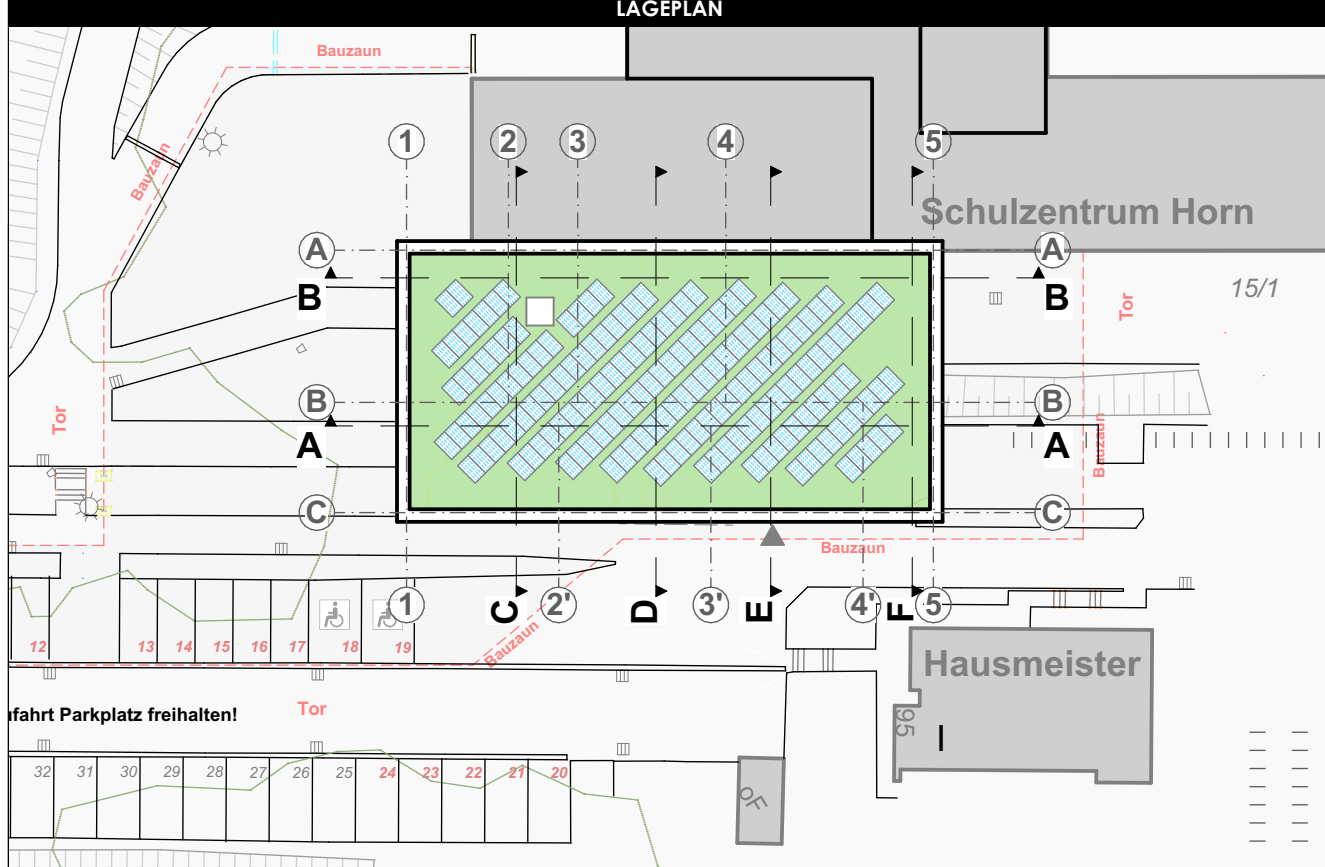 LAGEPLAN
Bauzaun
Bauzaun
1 2 3 4 5
Schulzentrum Horn
A A
B B
15/1
Tor
Tor
B B
A A
Bauzaun
C C
Bauzaun
1 C 2' D 3' E 4' F 5
Bauzaun
12 13 14 15 16 17 18 19
Hausmeister
95
I
ufahrt Parkplatz freihalten!
Tor
32 31 30 29 28 27 26 25 24 23 22 21 20
oF